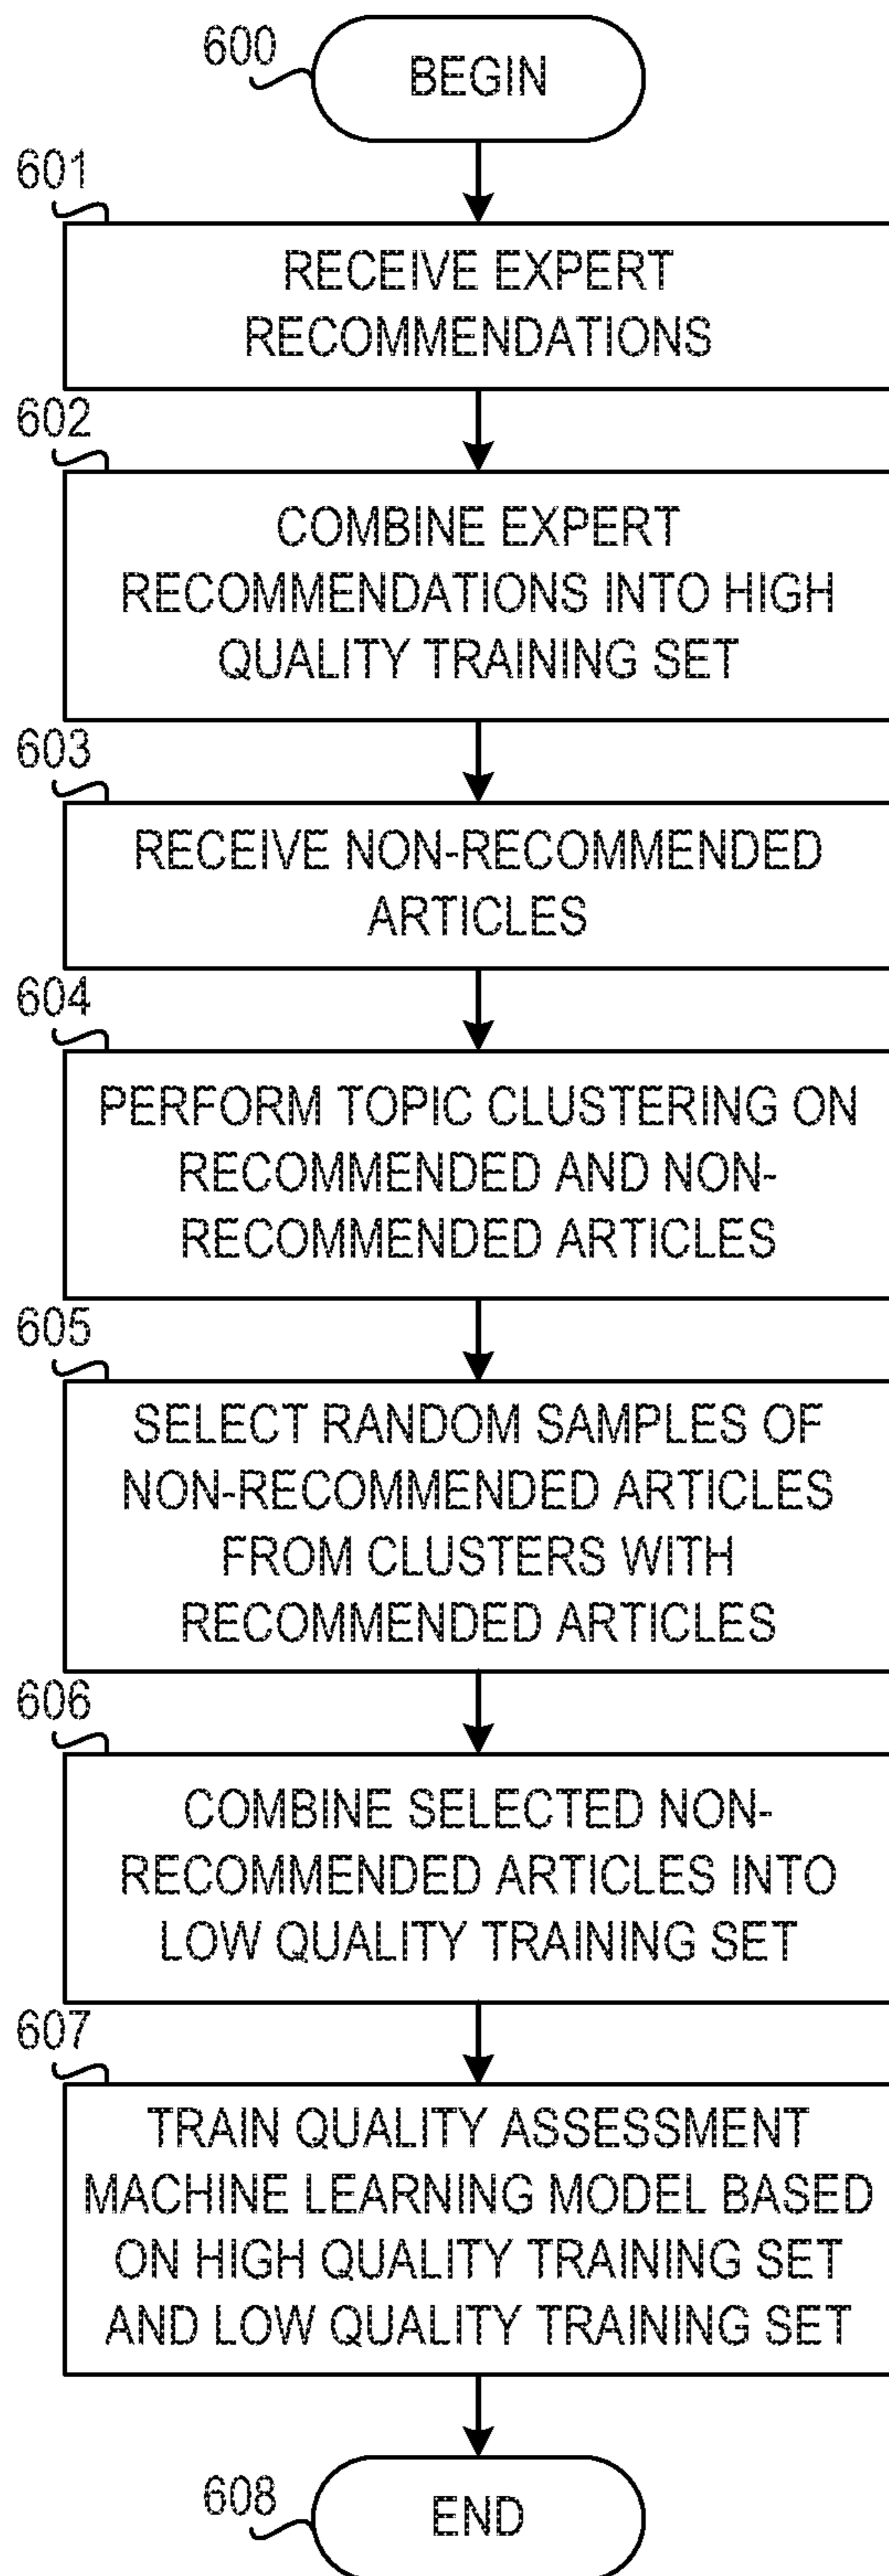 600
BEGIN
601
RECEIVE EXPERT
RECOMMENDATIONS
602
COMBINE EXPERT
RECOMMENDATIONS INTO HIGH
QUALITY TRAINING SET
603
RECEIVE NON-RECOMMENDED
ARTICLES
604
PERFORM TOPIC CLUSTERING ON
RECOMMENDED AND NON-
RECOMMENDED ARTICLES
605
SELECT RANDOM SAMPLES OF
NON-RECOMMENDED ARTICLES
FROM CLUSTERS WITH
RECOMMENDED ARTICLES
606
COMBINE SELECTED NON-
RECOMMENDED ARTICLES INTO
LOW QUALITY TRAINING SET
607
TRAIN QUALITY ASSESSMENT
MACHINE LEARNING MODEL BASED
ON HIGH QUALITY TRAINING SET
AND LOW QUALITY TRAINING SET
608
END